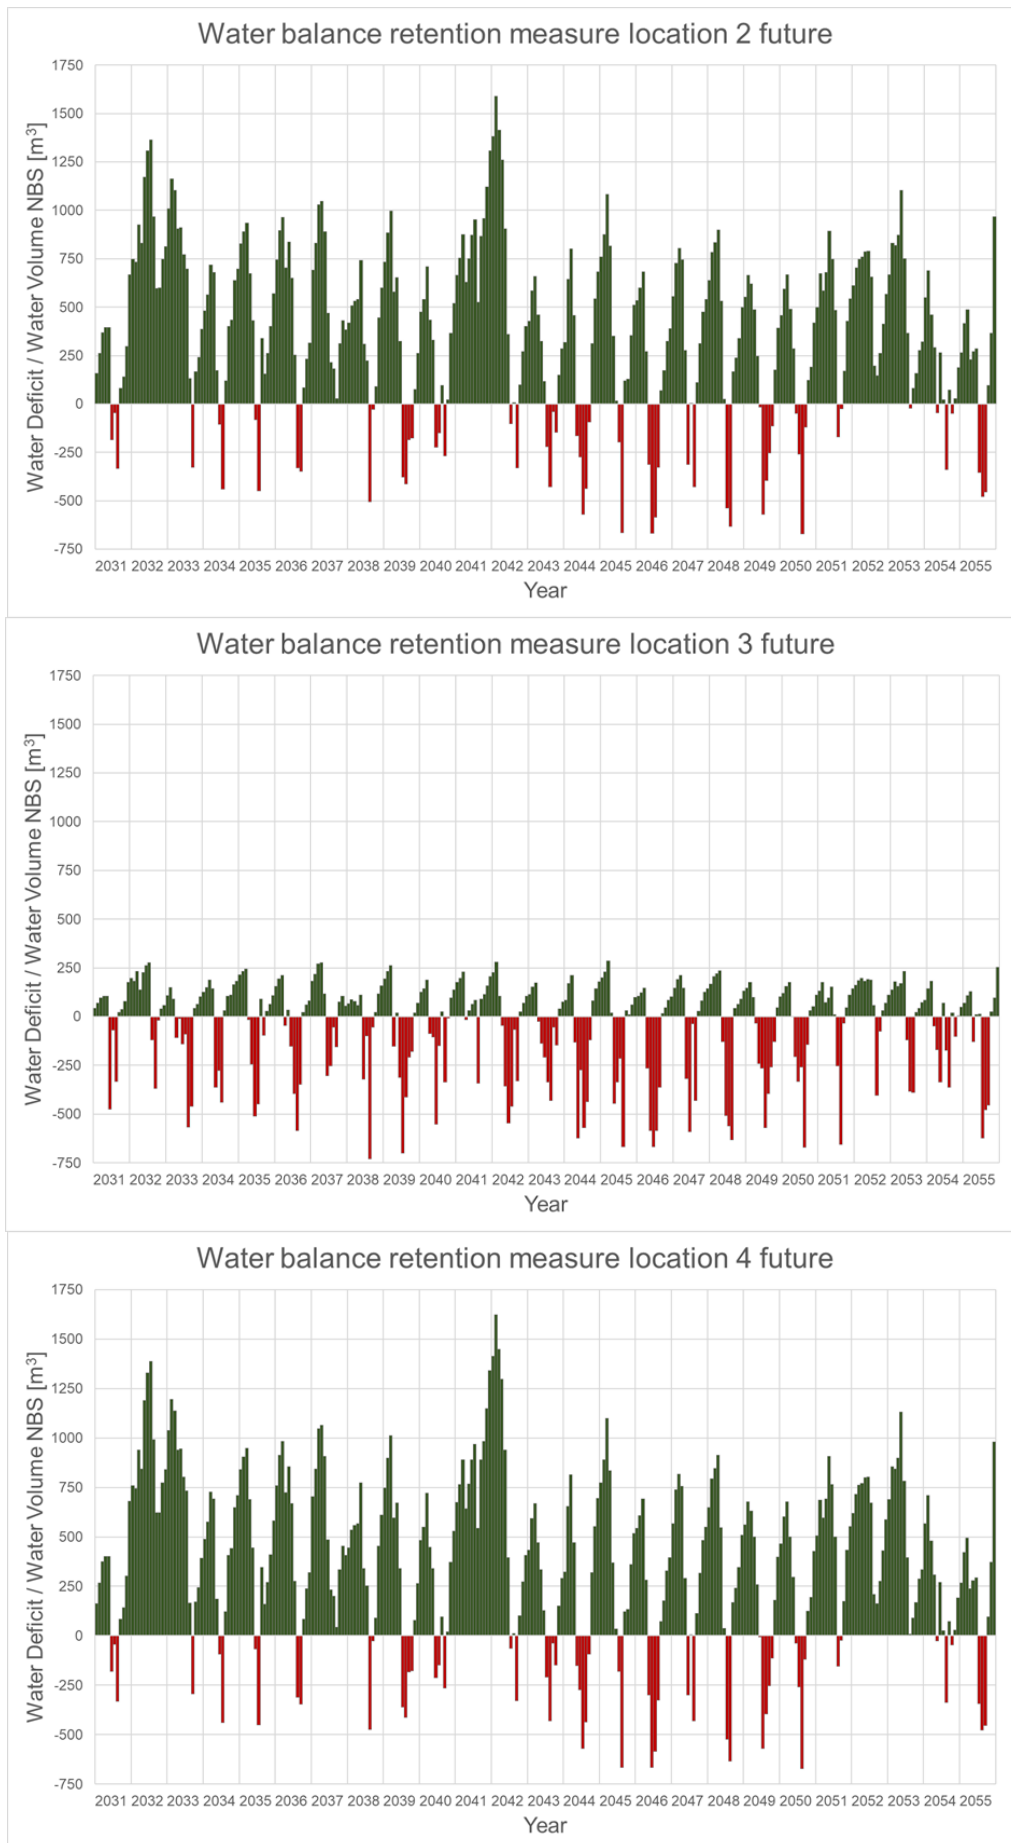 Water balance retention measure location 2 future
Water Deficit / Water Volume NBS [m³]
1750
1500
1250
1000
750
500
250
0
-250
-500
-750
2031 2032 2033 2034 2035 2036 2037 2038 2039 2040 2041 2042 2043 2044 2045 2046 2047 2048 2049 2050 2051 2052 2053 2054 2055
Year
Water balance retention measure location 3 future
Water Deficit / Water Volume NBS [m³]
1750
1500
1250
1000
750
500
250
0
-250
-500
-750
2031 2032 2033 2034 2035 2036 2037 2038 2039 2040 2041 2042 2043 2044 2045 2046 2047 2048 2049 2050 2051 2052 2053 2054 2055
Year
Water balance retention measure location 4 future
Water Deficit / Water Volume NBS [m³]
1750
1500
1250
1000
750
500
250
0
-250
-500
-750
2031 2032 2033 2034 2035 2036 2037 2038 2039 2040 2041 2042 2043 2044 2045 2046 2047 2048 2049 2050 2051 2052 2053 2054 2055
Year